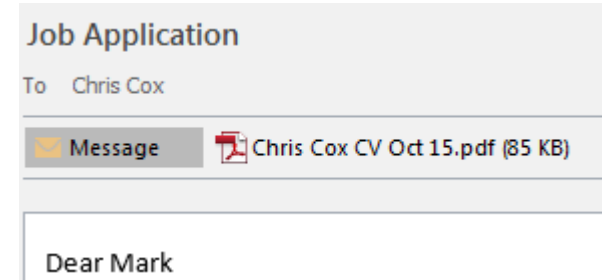 Job Application
To Chris Cox
Message Chris Cox CV Oct 15.pdf (85 KB)
Dear Mark